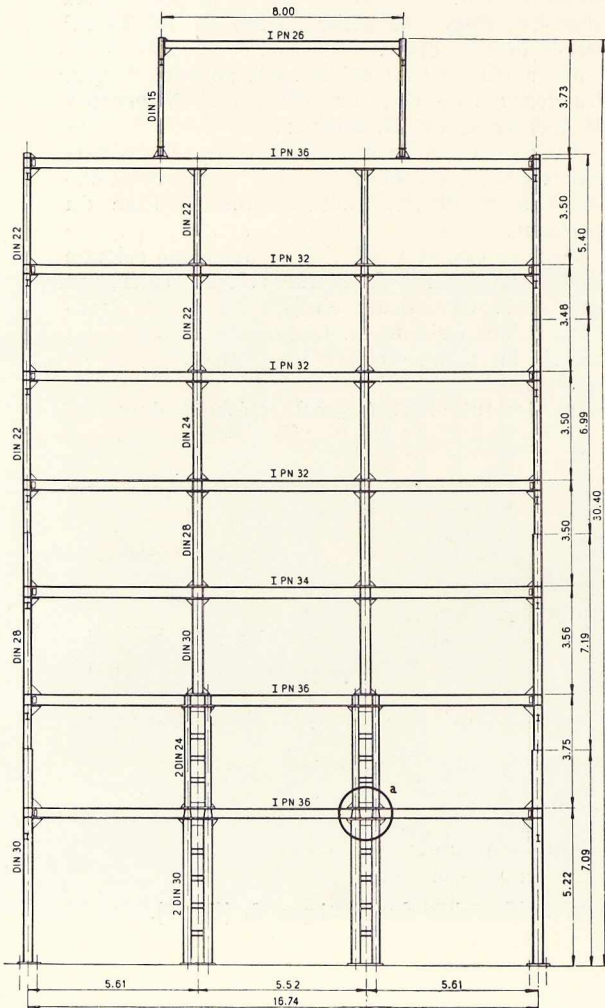 8.00
I PN 26
DIN 15
3.73
I PN 36
DIN 22
DIN 22
3.50
5.40
I PN 32
DIN 22
3.48
I PN 32
DIN 22
DIN 24
3.50
6.99
30.40
I PN 32
DIN 28
3.50
I PN 34
DIN 28
DIN 30
3.56
7.19
I PN 36
2 DIN 24
3.75
a
I PN 36
DIN 30
2 DIN 30
5.22
7.09
5.61
5.52
5.61
16.74